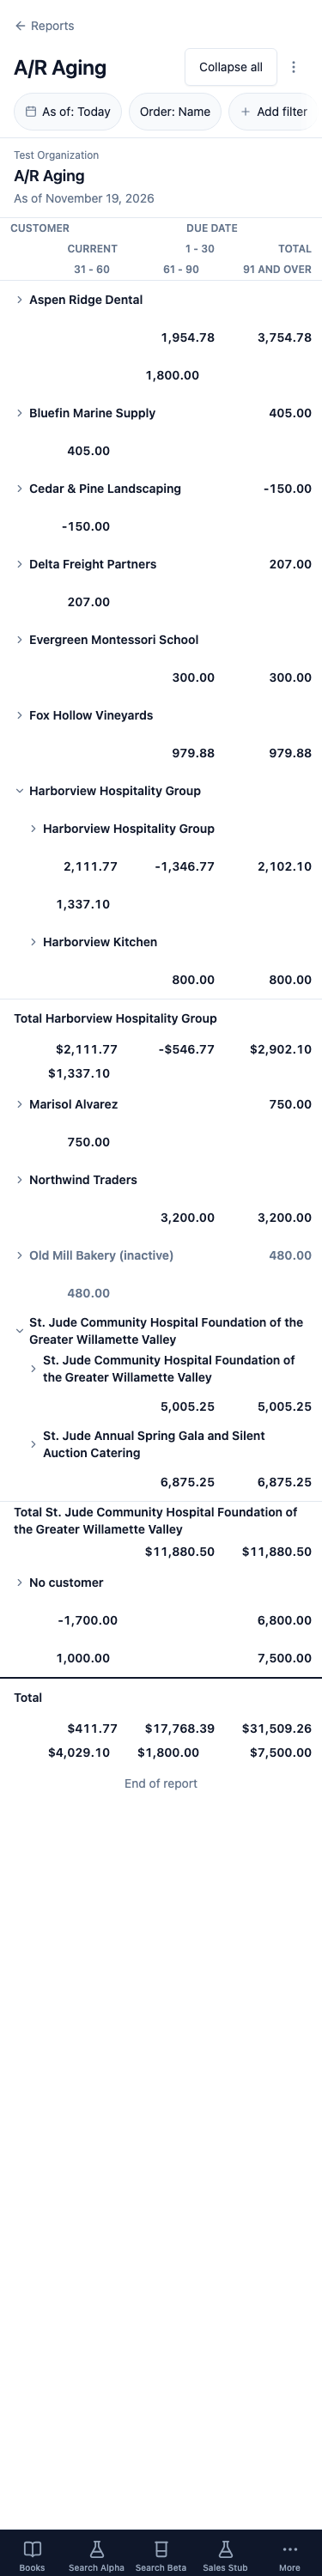 Reports
A/R Aging
Collapse all
As of: Today
Order: Name
Add filter
Test Organization
A/R Aging
As of November 19, 2026
CUSTOMER DUE DATE
CURRENT 1 - 30 TOTAL
31 - 60 61 - 90 91 AND OVER
Aspen Ridge Dental
1,954.78 3,754.78
1,800.00
Bluefin Marine Supply 405.00
405.00
Cedar & Pine Landscaping -150.00
-150.00
Delta Freight Partners 207.00
207.00
Evergreen Montessori School
300.00 300.00
Fox Hollow Vineyards
979.88 979.88
Harborview Hospitality Group
Harborview Hospitality Group
2,111.77 -1,346.77 2,102.10
1,337.10
Harborview Kitchen
800.00 800.00
Total Harborview Hospitality Group
$2,111.77 -$546.77 $2,902.10
$1,337.10
Marisol Alvarez 750.00
750.00
Northwind Traders
3,200.00 3,200.00
Old Mill Bakery (inactive) 480.00
480.00
St. Jude Community Hospital Foundation of the
Greater Willamette Valley
St. Jude Community Hospital Foundation of
the Greater Willamette Valley
5,005.25 5,005.25
St. Jude Annual Spring Gala and Silent
Auction Catering
6,875.25 6,875.25
Total St. Jude Community Hospital Foundation of
the Greater Willamette Valley
$11,880.50 $11,880.50
No customer
-1,700.00 6,800.00
1,000.00 7,500.00
Total
$411.77 $17,768.39 $31,509.26
$4,029.10 $1,800.00 $7,500.00
End of report
Books Search Alpha Search Beta Sales Stub More